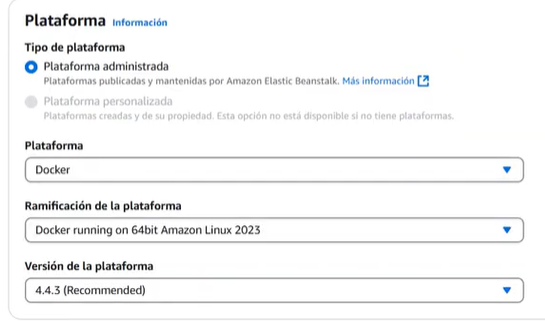 Plataforma Información
Tipo de plataforma
Plataforma administrada
Plataformas publicadas y mantenidas por Amazon Elastic Beanstalk. Más información
Plataforma personalizada
Plataformas creadas y de su propiedad. Esta opción no está disponible si no tiene plataformas.
Plataforma
Docker
Ramificación de la plataforma
Docker running on 64bit Amazon Linux 2023
Versión de la plataforma
4.4.3 (Recommended)